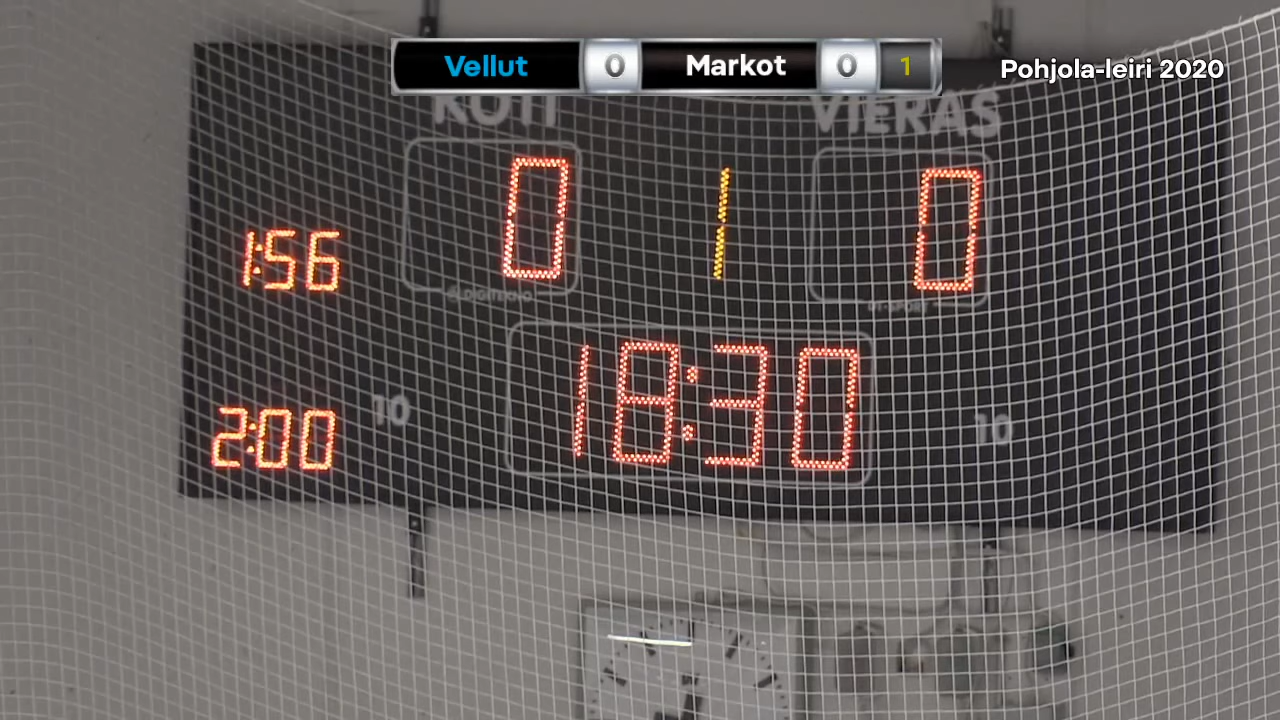 Vellut 0 Markot 0 1
Pohjola-leiri 2020
KOTI VIERAS
0 1 0
1:56
18:30
2:00 10 10